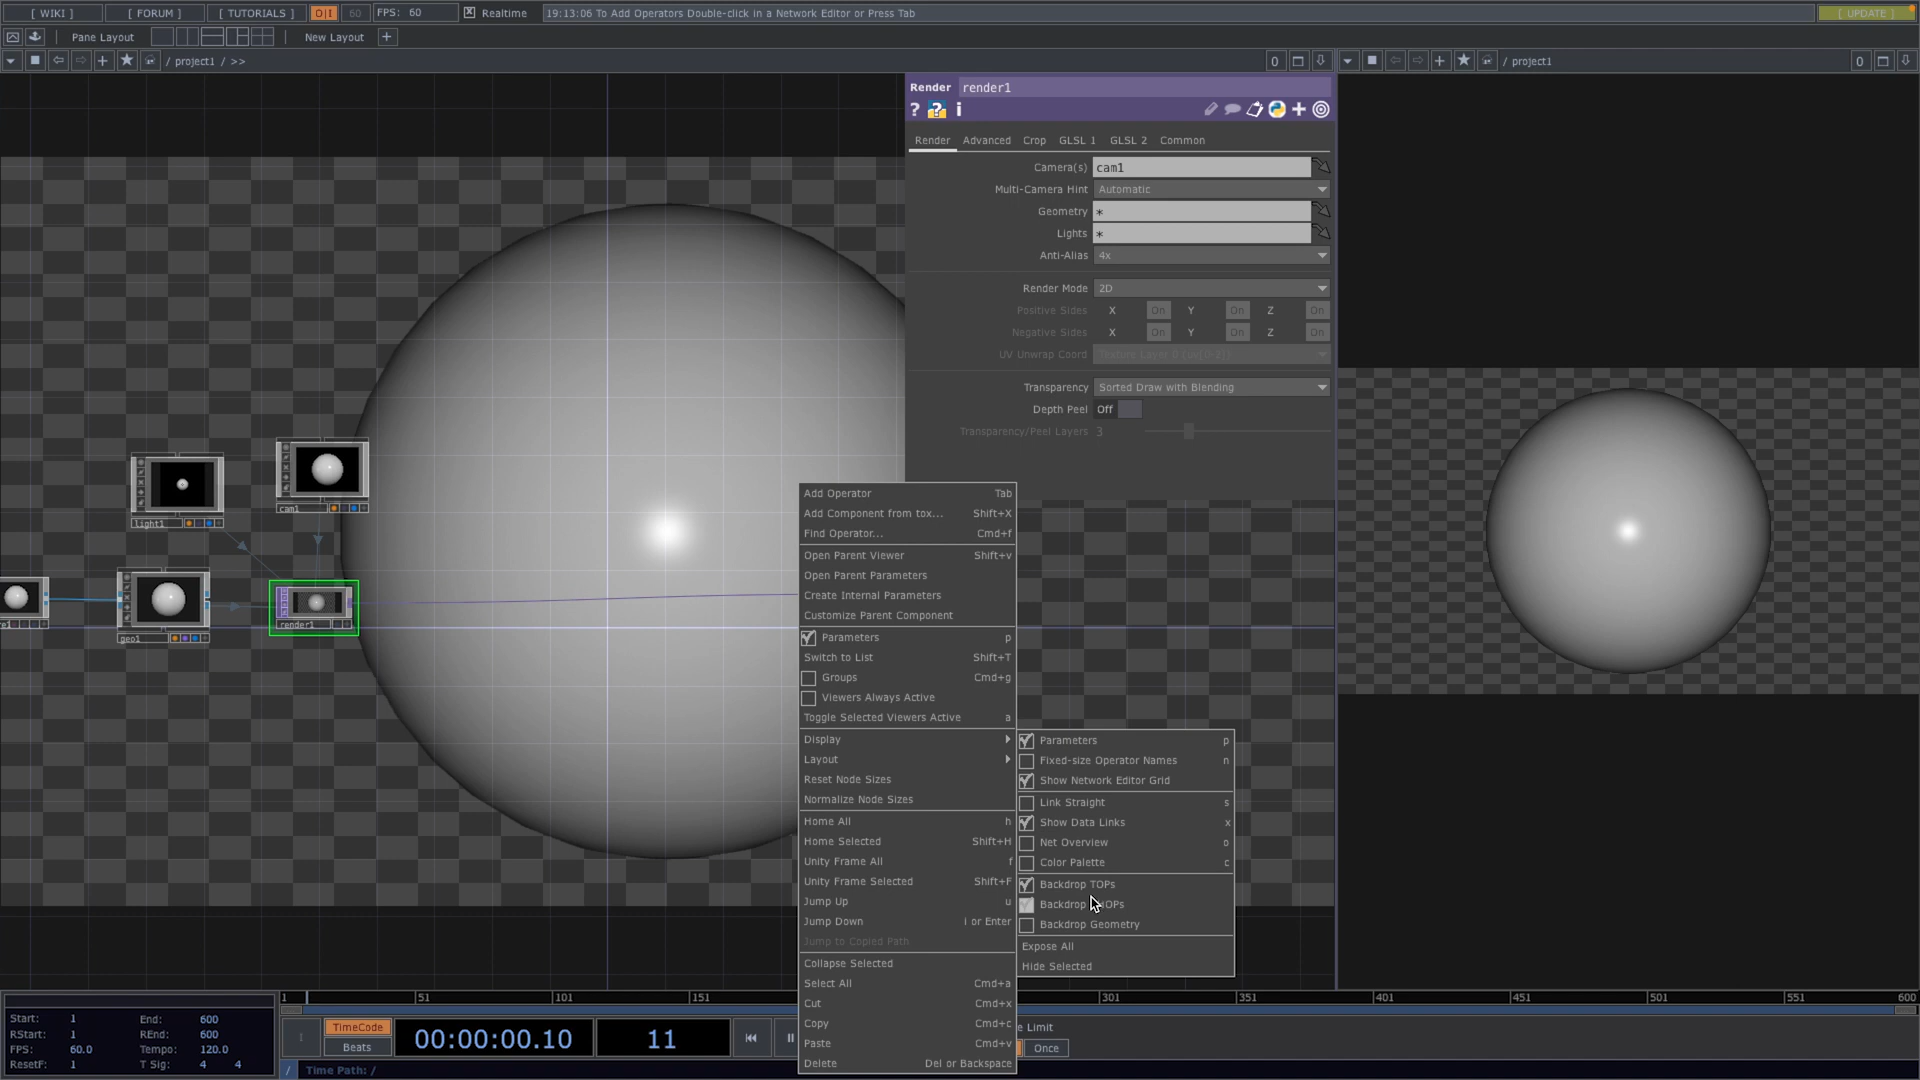 [ WIKI ] [ FORUM ] [ TUTORIALS ] O|I 60 FPS: 60 Realtime 19:13:06 To Add Operators Double-click in a Network Editor or Press Tab [ UPDATE ]
Pane Layout New Layout +
/ project1 / >> 0 / project1 0
Render render1
? ? i
Render Advanced Crop GLSL 1 GLSL 2 Common
Camera(s) cam1
Multi-Camera Hint Automatic
Geometry *
Lights *
Anti-Alias 4x
Render Mode 2D
Positive Sides X On Y On Z On
Negative Sides X On Y On Z On
UV Unwrap Coord Texture Layer 0 (uv[0-2])
Transparency Sorted Draw with Blending
Depth Peel Off
Transparency/Peel Layers 3
cam1
light1
render1
geo1
Add Operator Tab
Add Component from tox... Shift+X
Find Operator... Cmd+f
Open Parent Viewer Shift+v
Open Parent Parameters
Create Internal Parameters
Customize Parent Component
Parameters p
Switch to List Shift+T
Groups Cmd+g
Viewers Always Active
Toggle Selected Viewers Active a
Display
Layout
Reset Node Sizes
Normalize Node Sizes
Home All h
Home Selected Shift+H
Unity Frame All f
Unity Frame Selected Shift+F
Jump Up u
Jump Down i or Enter
Jump to Copied Path
Collapse Selected
Select All Cmd+a
Cut Cmd+x
Copy Cmd+c
Paste Cmd+v
Delete Del or Backspace
Parameters p
Fixed-size Operator Names n
Show Network Editor Grid
Link Straight s
Show Data Links x
Net Overview o
Color Palette c
Backdrop TOPs
Backdrop
Backdrop Geometry
Expose All
Hide Selected
1 51 101 151 301 351 401 451 501 551 600
Start: 1 End: 600
RStart: 1 REnd: 600
FPS: 60.0 Tempo: 120.0
ResetF: 1 T Sig: 4 4
TimeCode
Beats
00:00:00.10 11
e Limit
Once
/ Time Path: /